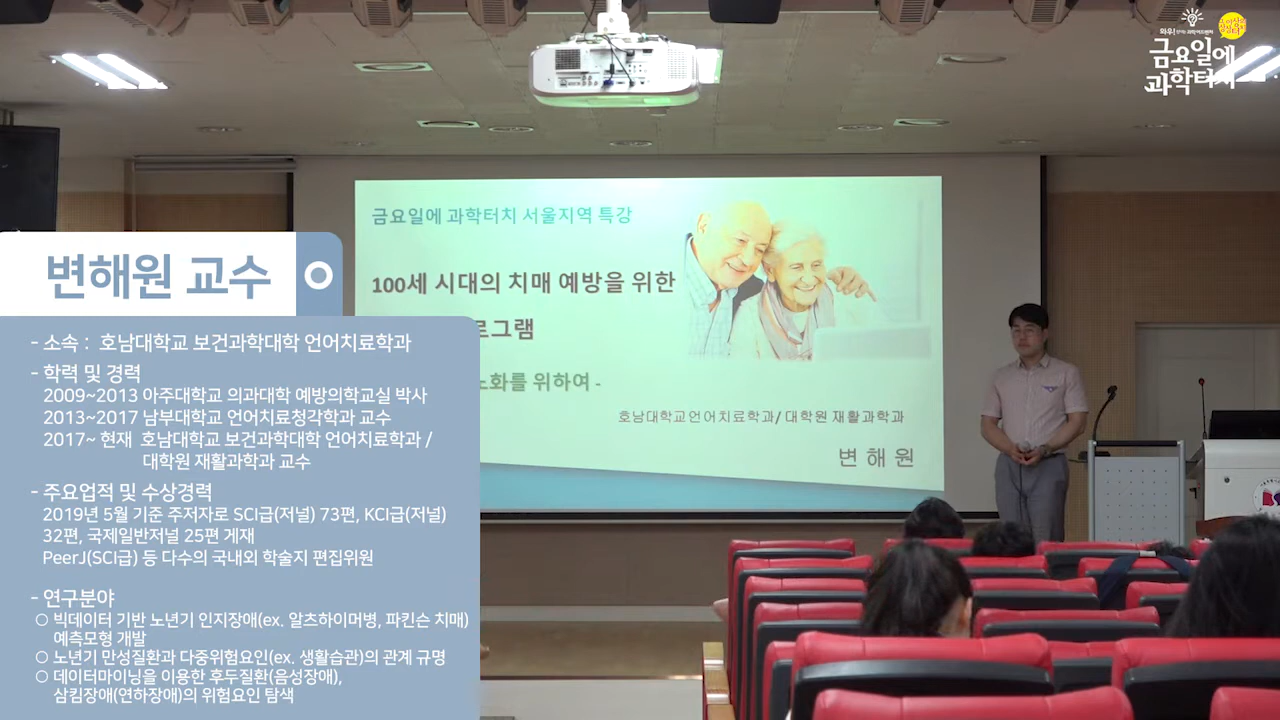 와우!
금요일에
과학터치
금요일에 과학터치 서울지역 특강
100세 시대의 치매 예방을 위한
로그램
노화를 위하여 -
호남대학교언어치료학과/ 대학원 재활과학과
변 해 원
변해원 교수
- 소속 : 호남대학교 보건과학대학 언어치료학과
- 학력 및 경력
2009~2013 아주대학교 의과대학 예방의학교실 박사
2013~2017 남부대학교 언어치료청각학과 교수
2017~ 현재 호남대학교 보건과학대학 언어치료학과 /
대학원 재활과학과 교수
- 주요업적 및 수상경력
2019년 5월 기준 주저자로 SCI급(저널) 73편, KCI급(저널)
32편, 국제일반저널 25편 게재
PeerJ(SCI급) 등 다수의 국내외 학술지 편집위원
- 연구분야
○ 빅데이터 기반 노년기 인지장애(ex. 알츠하이머병, 파킨슨 치매)
예측모형 개발
○ 노년기 만성질환과 다중위험요인(ex. 생활습관)의 관계 규명
○ 데이터마이닝을 이용한 후두질환(음성장애),
삼킴장애(연하장애)의 위험요인 탐색